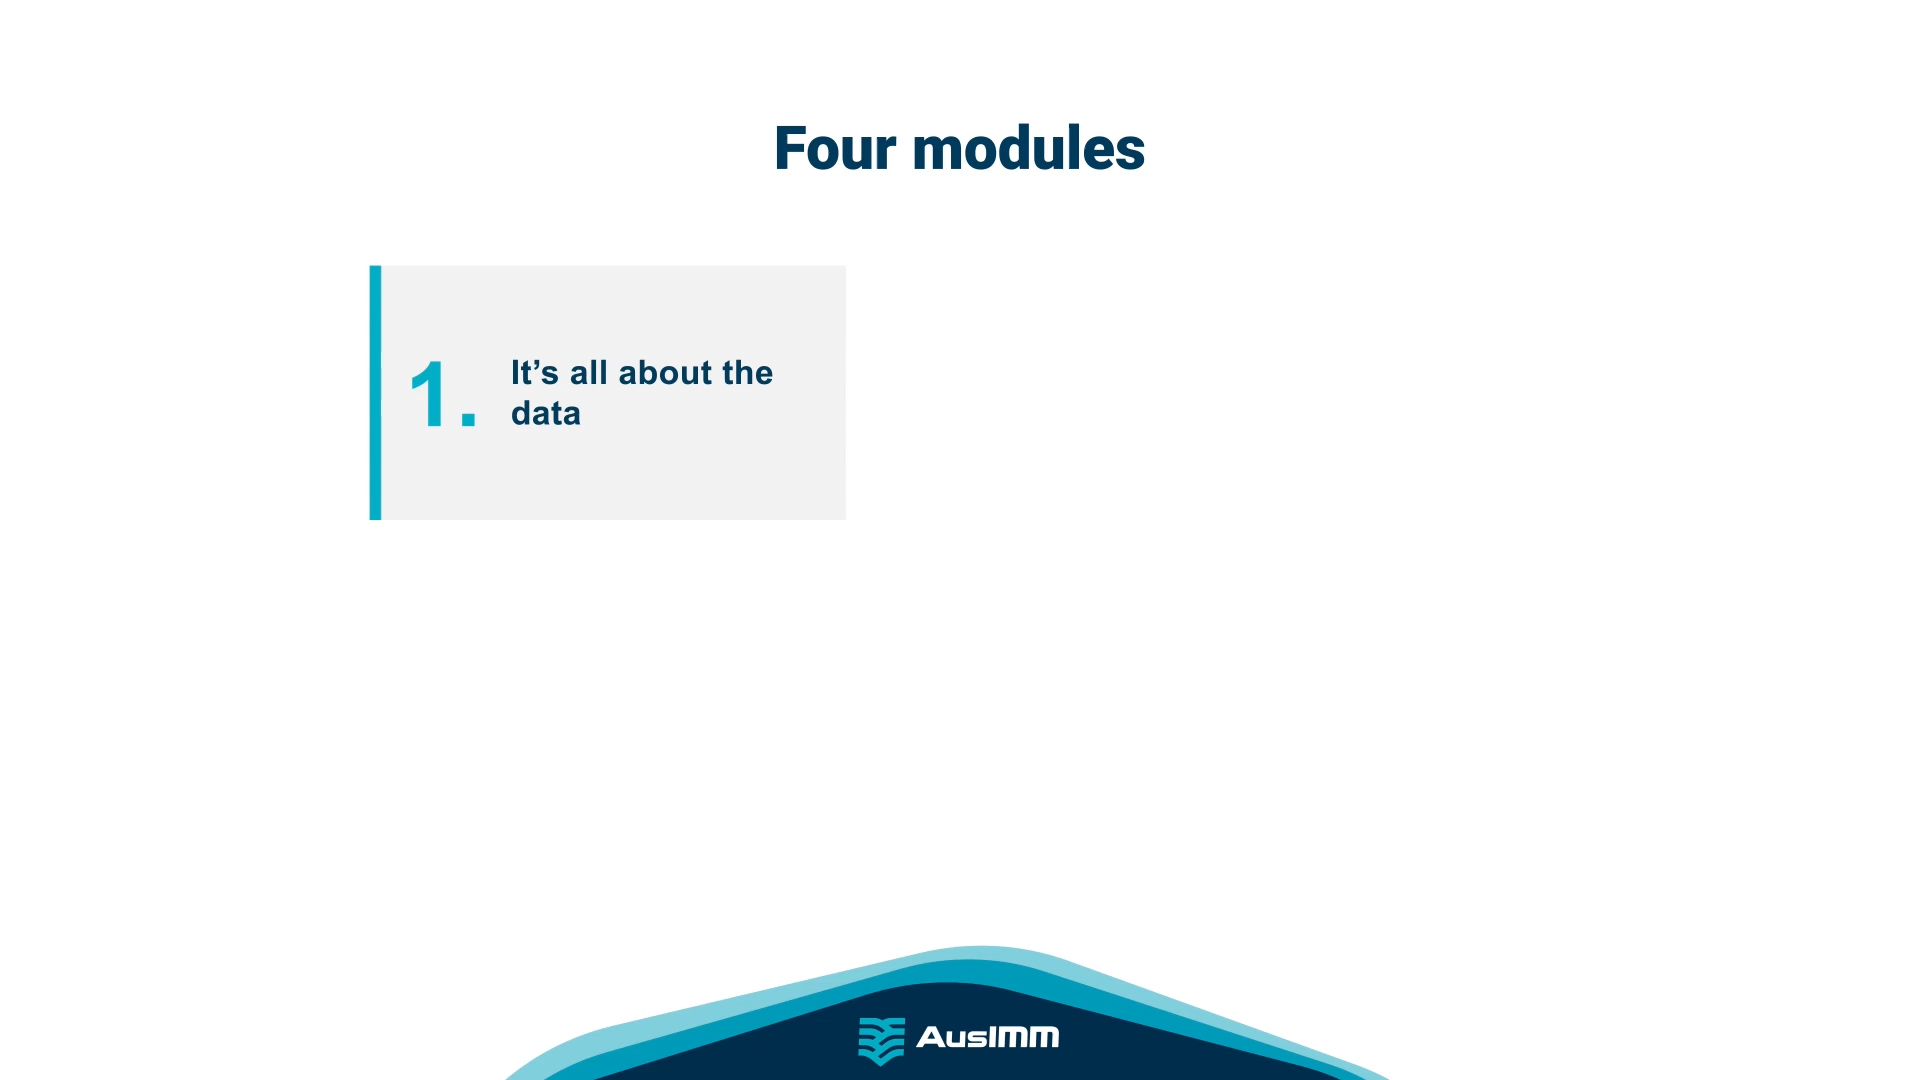 Four modules
1.
It’s all about the
data
AusIMM